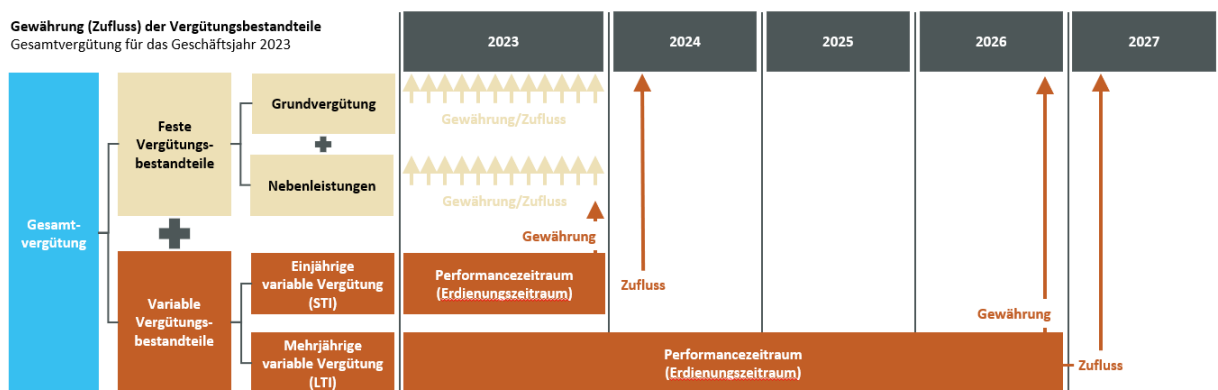 Gewährung (Zufluss) der Vergütungsbestandteile
Gesamtvergütung für das Geschäftsjahr 2023
2023
2024
2025
2026
2027
Gesamt-
vergütung
Feste
Vergütungs-
bestandteile
Grundvergütung
Nebenleistungen
Gewährung/Zufluss
Gewährung/Zufluss
Variable
Vergütungs-
bestandteile
Einjährige
variable Vergütung
(STI)
Gewährung
Performancezeitraum
(Erdienungszeitraum)
Zufluss
Mehrjährige
variable Vergütung
(LTI)
Performancezeitraum
(Erdienungszeitraum)
Gewährung
Zufluss